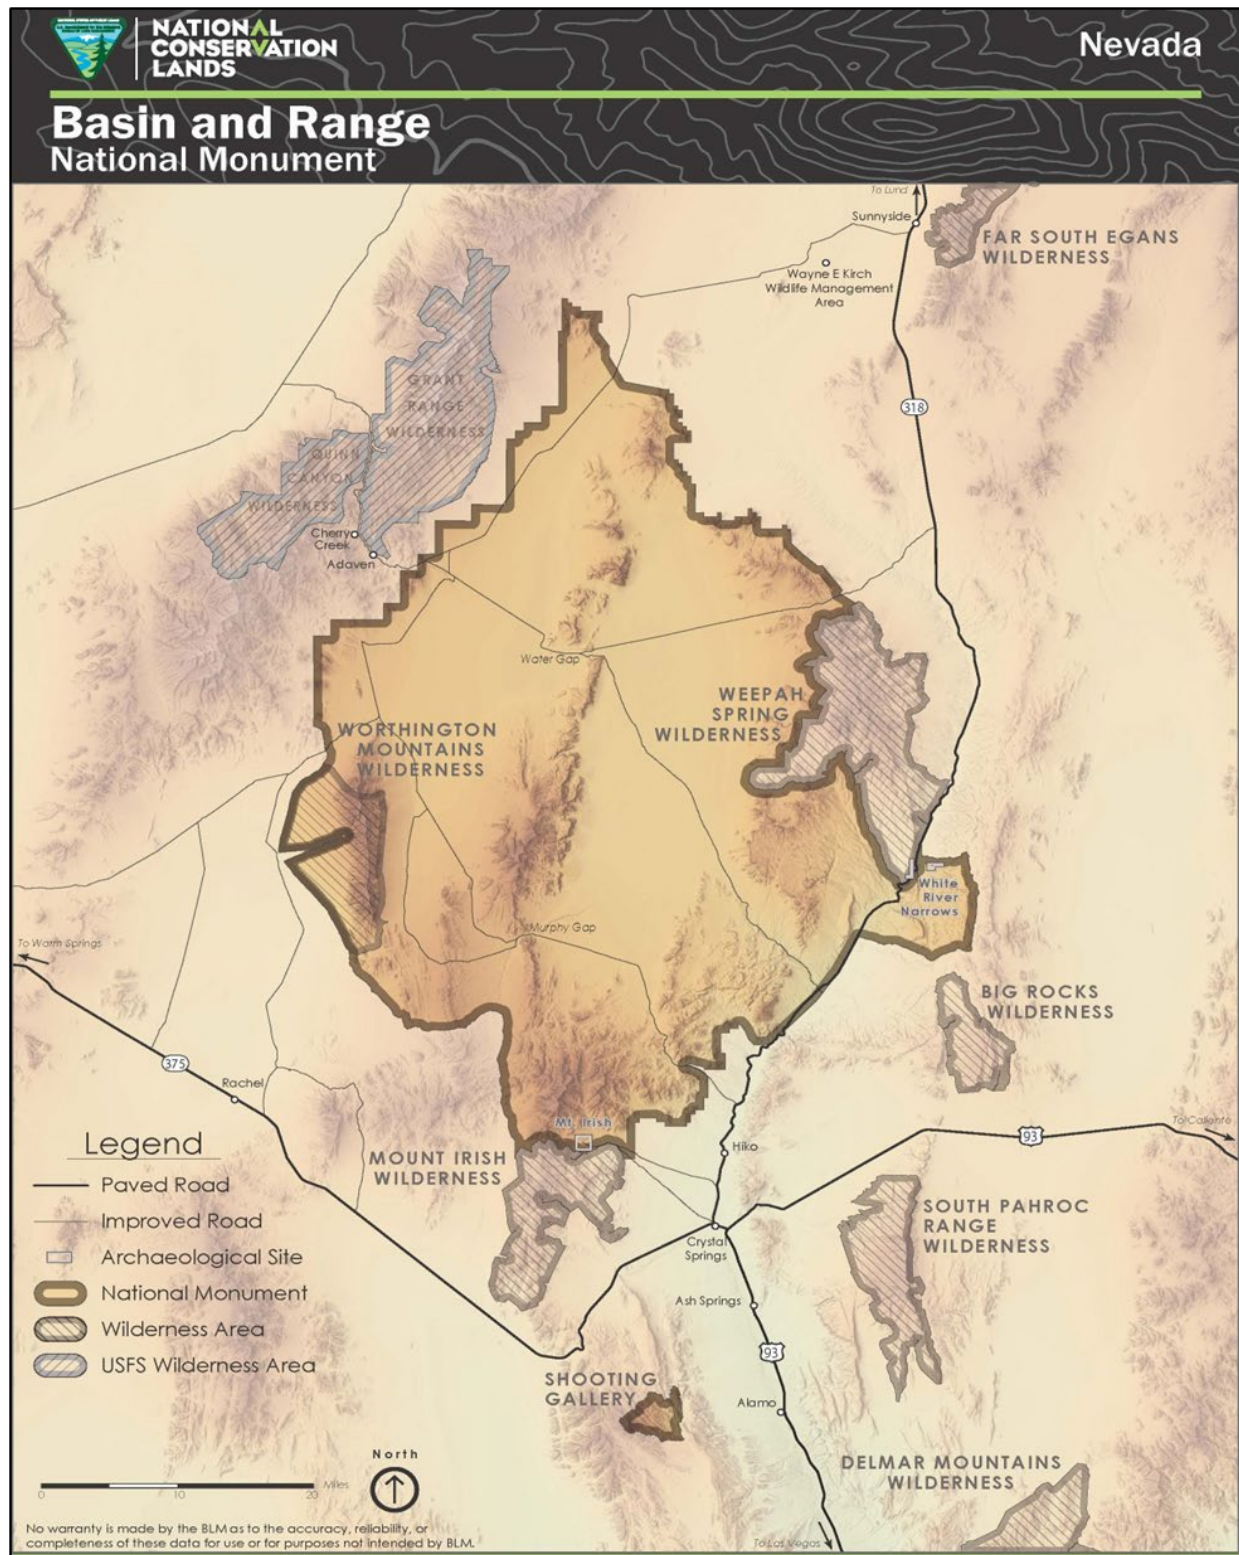 NATIONAL
CONSERVATION
LANDS
Nevada
Basin and Range
National Monument
To Lund
Sunnyside
FAR SOUTH EGANS
WILDERNESS
Wayne E Kirch
Wildlife Management
Area
GRANT
RANGE
WILDERNESS
318
QUINN
CANYON
WILDERNESS
Cherry
Creek
Adaven
Water Gap
WEEPAH
SPRING
WILDERNESS
WORTHINGTON
MOUNTAINS
WILDERNESS
White
River
Narrows
Murphy Gap
To Warm Springs
BIG ROCKS
WILDERNESS
375
Rachel
Mt. Irish
To Caliente
93
Hiko
MOUNT IRISH
WILDERNESS
Legend
Paved Road
Improved Road
Archaeological Site
National Monument
Wilderness Area
USFS Wilderness Area
SOUTH PAHROC
RANGE
WILDERNESS
Crystal
Springs
Ash Springs
93
SHOOTING
GALLERY
Alamo
North
DELMAR MOUNTAINS
WILDERNESS
Miles
0 10 20
No warranty is made by the BLM as to the accuracy, reliability, or
completeness of these data for use or for purposes not intended by BLM.
To Las Vegas